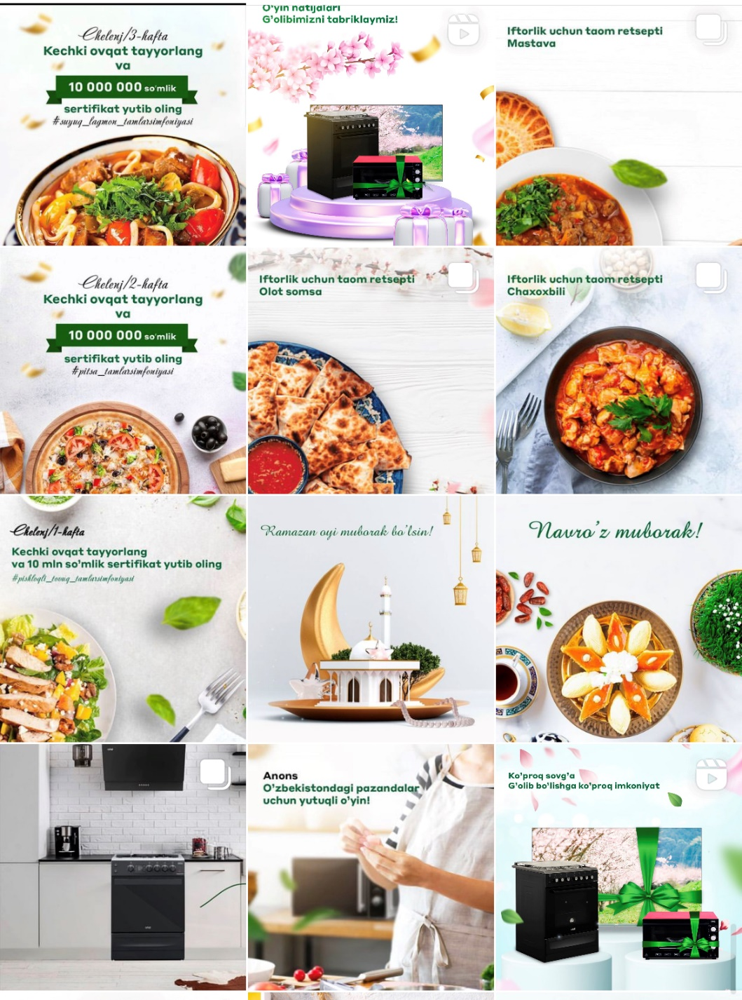 Chelenj/3-hafta
Kechki ovqat tayyorlang
va
10 000 000 so'mlik
sertifikat yutib oling
#suyuq_lagmon_tamlarsimfoniyasi
O'yin natijalari
G'olibimizni tabriklaymiz!
Iftorlik uchun taom retsepti
Mastava
Chelenj/2-hafta
Kechki ovqat tayyorlang
va
10 000 000 so'mlik
sertifikat yutib oling
#pitsa_tamlarsimfoniyasi
Iftorlik uchun taom retsepti
Olot somsa
Iftorlik uchun taom retsepti
Chaxoxbili
Chelenj/1-hafta
Kechki ovqat tayyorlang
va 10 mln so'mlik sertifikat yutib oling
#pishloqli_tovuq_tamlarsimfoniyasi
Ramazan oyi muborak bo'lsin!
Navro'z muborak!
Anons
O'zbekistondagi pazandalar
uchun yutuqli o'yin!
Ko'proq sovg'a
G'olib bo'lishga ko'proq imkoniyat